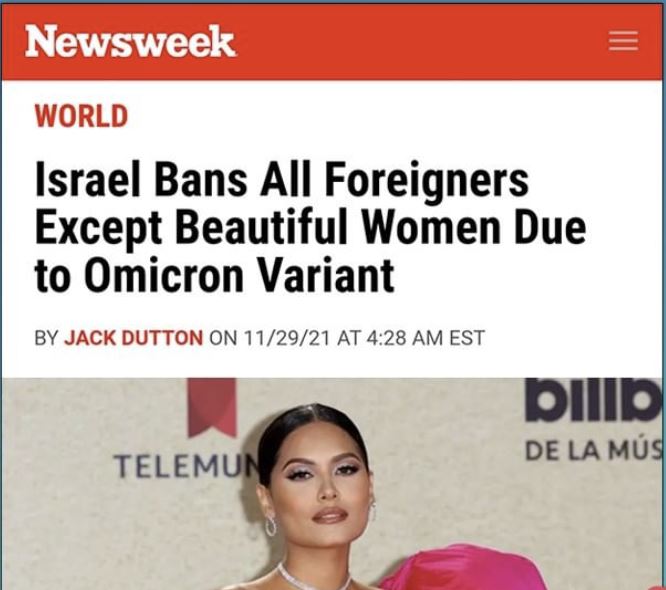 Newsweek
WORLD
Israel Bans All Foreigners
Except Beautiful Women Due
to Omicron Variant
BY JACK DUTTON ON 11/29/21 AT 4:28 AM EST
billb
TELEMUN
DE LA MÚS